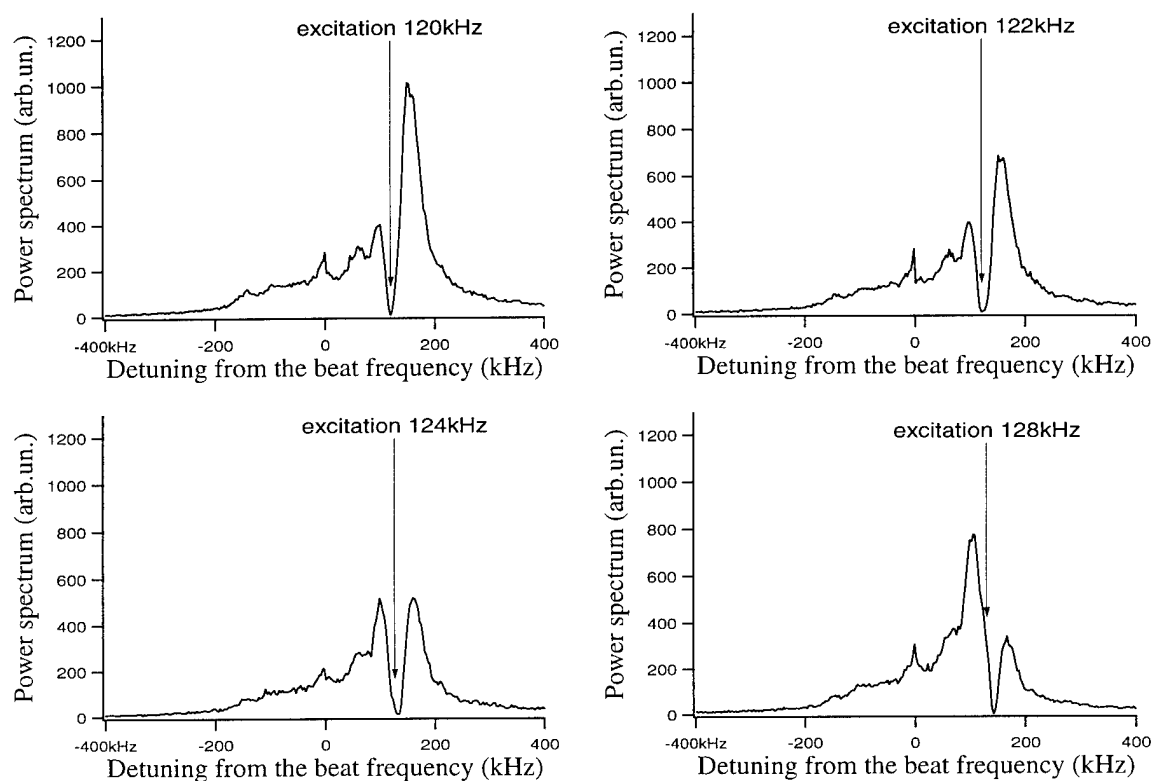 excitation 120kHz
Power spectrum (arb.un.)
1200
1000
800
600
400
200
0
-400kHz -200 0 200 400
Detuning from the beat frequency (kHz)
excitation 122kHz
Power spectrum (arb.un.)
1200
1000
800
600
400
200
0
-400kHz -200 0 200 400
Detuning from the beat frequency (kHz)
excitation 124kHz
Power spectrum (arb.un.)
1200
1000
800
600
400
200
0
-400kHz -200 0 200 400
Detuning from the beat frequency (kHz)
excitation 128kHz
Power spectrum (arb.un.)
1200
1000
800
600
400
200
0
-400kHz -200 0 200 400
Detuning from the beat frequency (kHz)